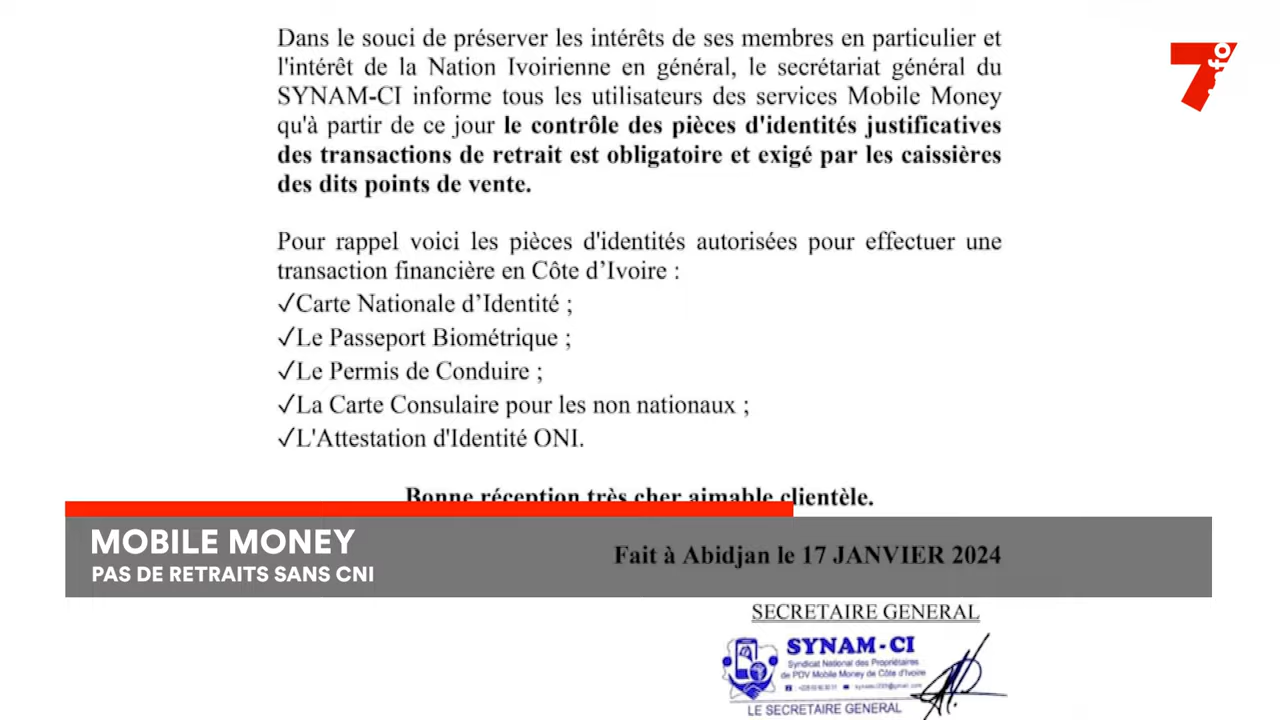 Dans le souci de préserver les intérêts de ses membres en particulier et
l'intérêt de la Nation Ivoirienne en général, le secrétariat général du
SYNAM-CI informe tous les utilisateurs des services Mobile Money
qu'à partir de ce jour le contrôle des pièces d'identités justificatives
des transactions de retrait est obligatoire et exigé par les caissières
des dits points de vente.
Pour rappel voici les pièces d'identités autorisées pour effectuer une
transaction financière en Côte d’Ivoire :
✓Carte Nationale d’Identité ;
✓Le Passeport Biométrique ;
✓Le Permis de Conduire ;
✓La Carte Consulaire pour les non nationaux ;
✓L'Attestation d'Identité ONI.
Bonne réception très cher aimable clientèle.
MOBILE MONEY
PAS DE RETRAITS SANS CNI
Fait à Abidjan le 17 JANVIER 2024
SECRETAIRE GENERAL
SYNAM-CI
Syndicat National des Propriétaires
de PDV Mobile Money de Côte d'Ivoire
LE SECRETAIRE GENERAL
7